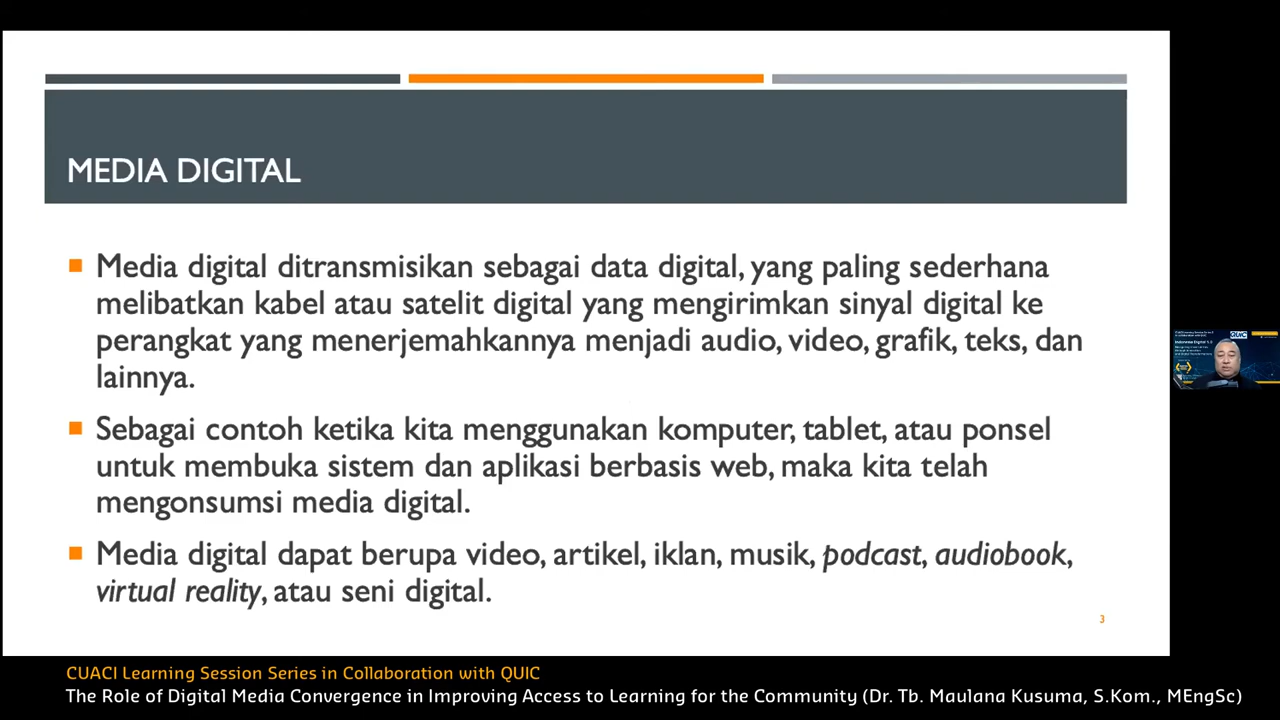 MEDIA DIGITAL
Media digital ditransmisikan sebagai data digital, yang paling sederhana
melibatkan kabel atau satelit digital yang mengirimkan sinyal digital ke
perangkat yang menerjemahkannya menjadi audio, video, grafik, teks, dan
lainnya.
Sebagai contoh ketika kita menggunakan komputer, tablet, atau ponsel
untuk membuka sistem dan aplikasi berbasis web, maka kita telah
mengonsumsi media digital.
Media digital dapat berupa video, artikel, iklan, musik, podcast, audiobook,
virtual reality, atau seni digital.
3
CUACI Learning Session Series in Collaboration with QUIC
The Role of Digital Media Convergence in Improving Access to Learning for the Community (Dr. Tb. Maulana Kusuma, S.Kom., MEngSc)